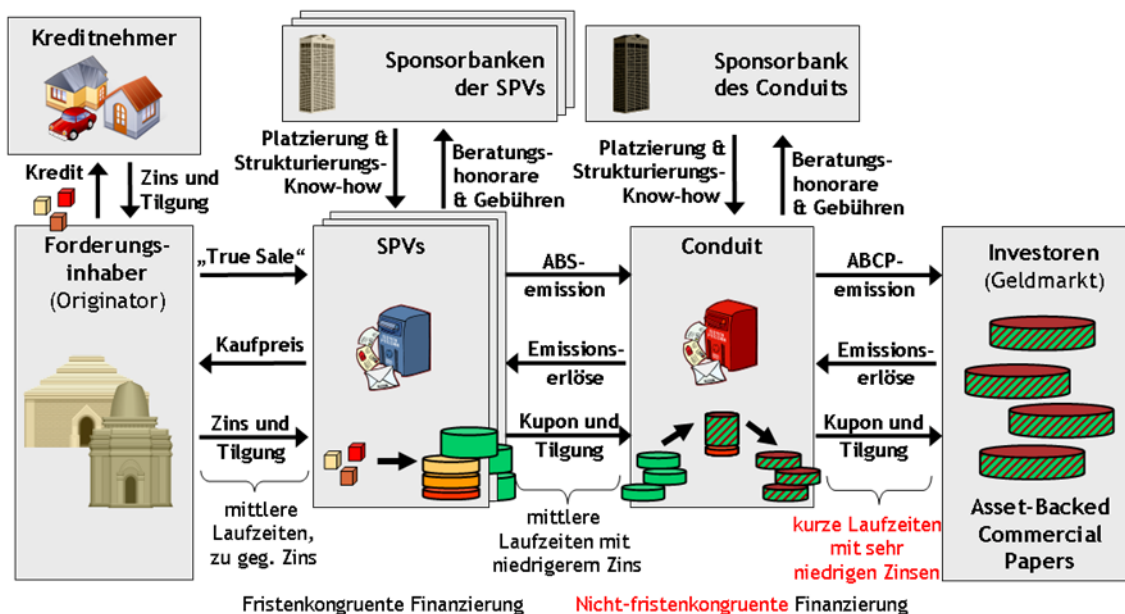 Kreditnehmer
Sponsorbanken
der SPVs
Sponsorbank
des Conduits
Kredit
Zins und
Tilgung
Platzierung &
Strukturierungs-
Know-how
Beratungs-
honorare
& Gebühren
Platzierung &
Strukturierungs-
Know-how
Beratungs-
honorare
& Gebühren
Forderungs-
inhaber
(Originator)
„True Sale“
Kaufpreis
Zins und
Tilgung
SPVs
ABS-
emission
Emissions-
erlöse
Kupon und
Tilgung
Conduit
ABCP-
emission
Emissions-
erlöse
Kupon und
Tilgung
Investoren
(Geldmarkt)
Asset-Backed
Commercial
Papers
mittlere
Laufzeiten,
zu geg. Zins
mittlere
Laufzeiten mit
niedrigerem Zins
kurze Laufzeiten
mit sehr
niedrigen Zinsen
Fristenkongruente Finanzierung
Nicht-fristenkongruente Finanzierung